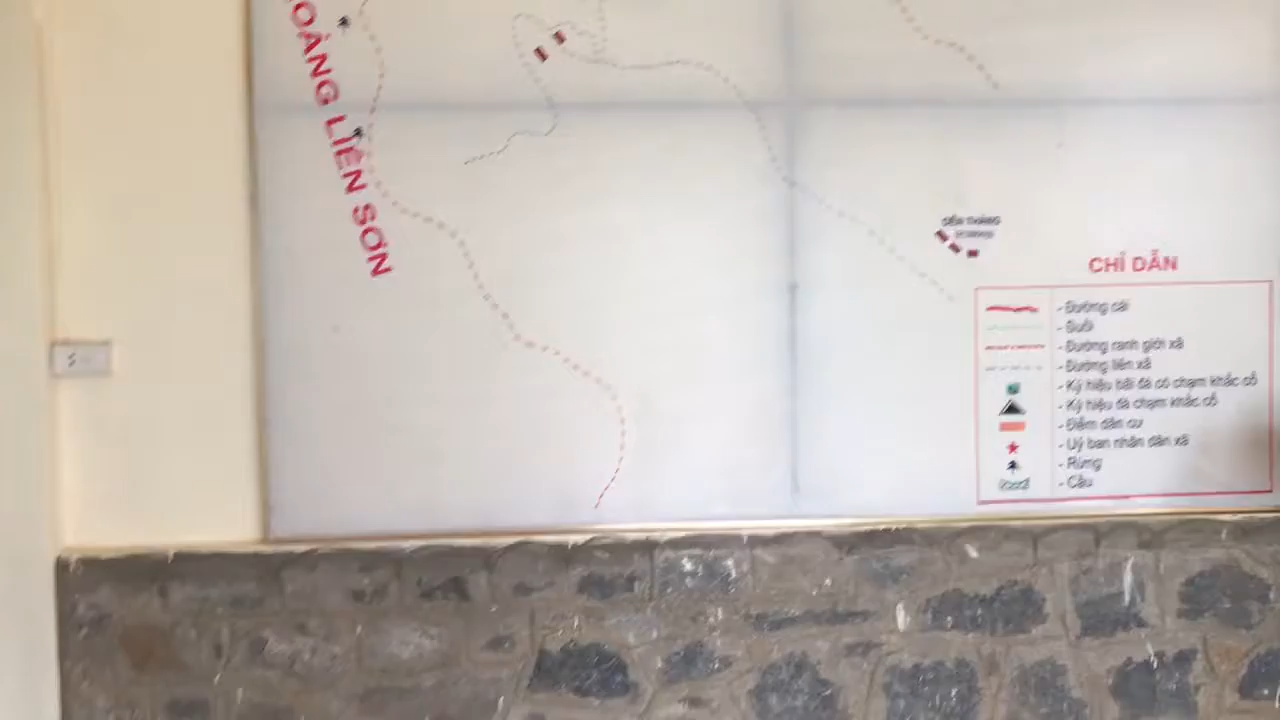 OÀNG LIÊN SƠN
DỀN THÀNG
CHỈ DẪN
- Đường cái
- Suối
- Đường ranh giới xã
- Đường liên xã
- Ký hiệu bãi đá có chạm khắc cổ
- Ký hiệu đá chạm khắc cổ
- Điểm dân cư
- Uỷ ban nhân dân xã
- Rừng
- Cầu